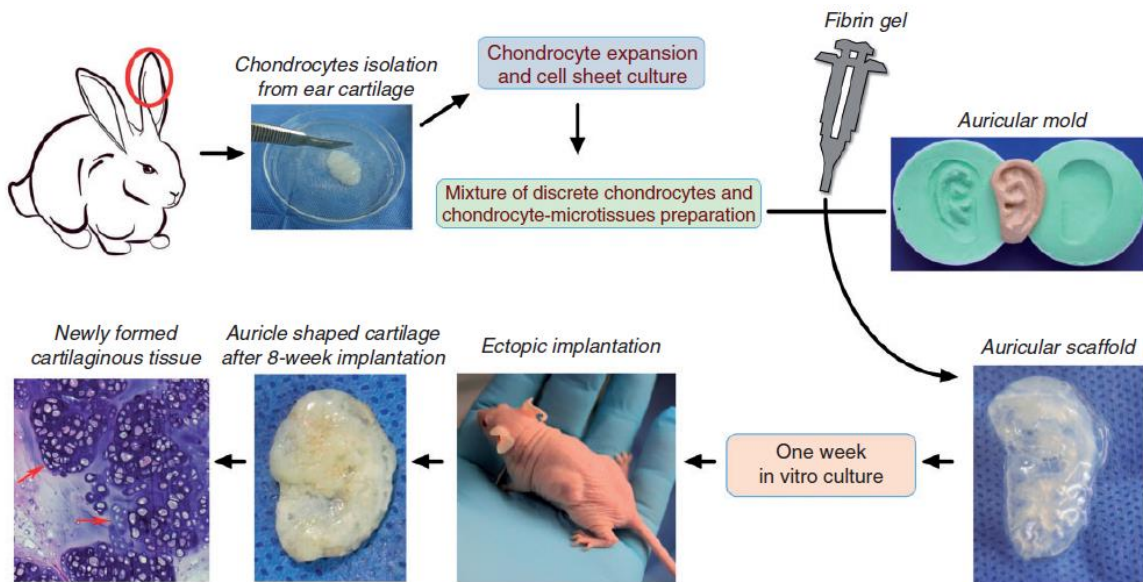 Fibrin gel
Chondrocytes isolation
from ear cartilage
Chondrocyte expansion
and cell sheet culture
Auricular mold
Mixture of discrete chondrocytes and
chondrocyte-microtissues preparation
Newly formed
cartilaginous tissue
Auricle shaped cartilage
after 8-week implantation
Ectopic implantation
One week
in vitro culture
Auricular scaffold